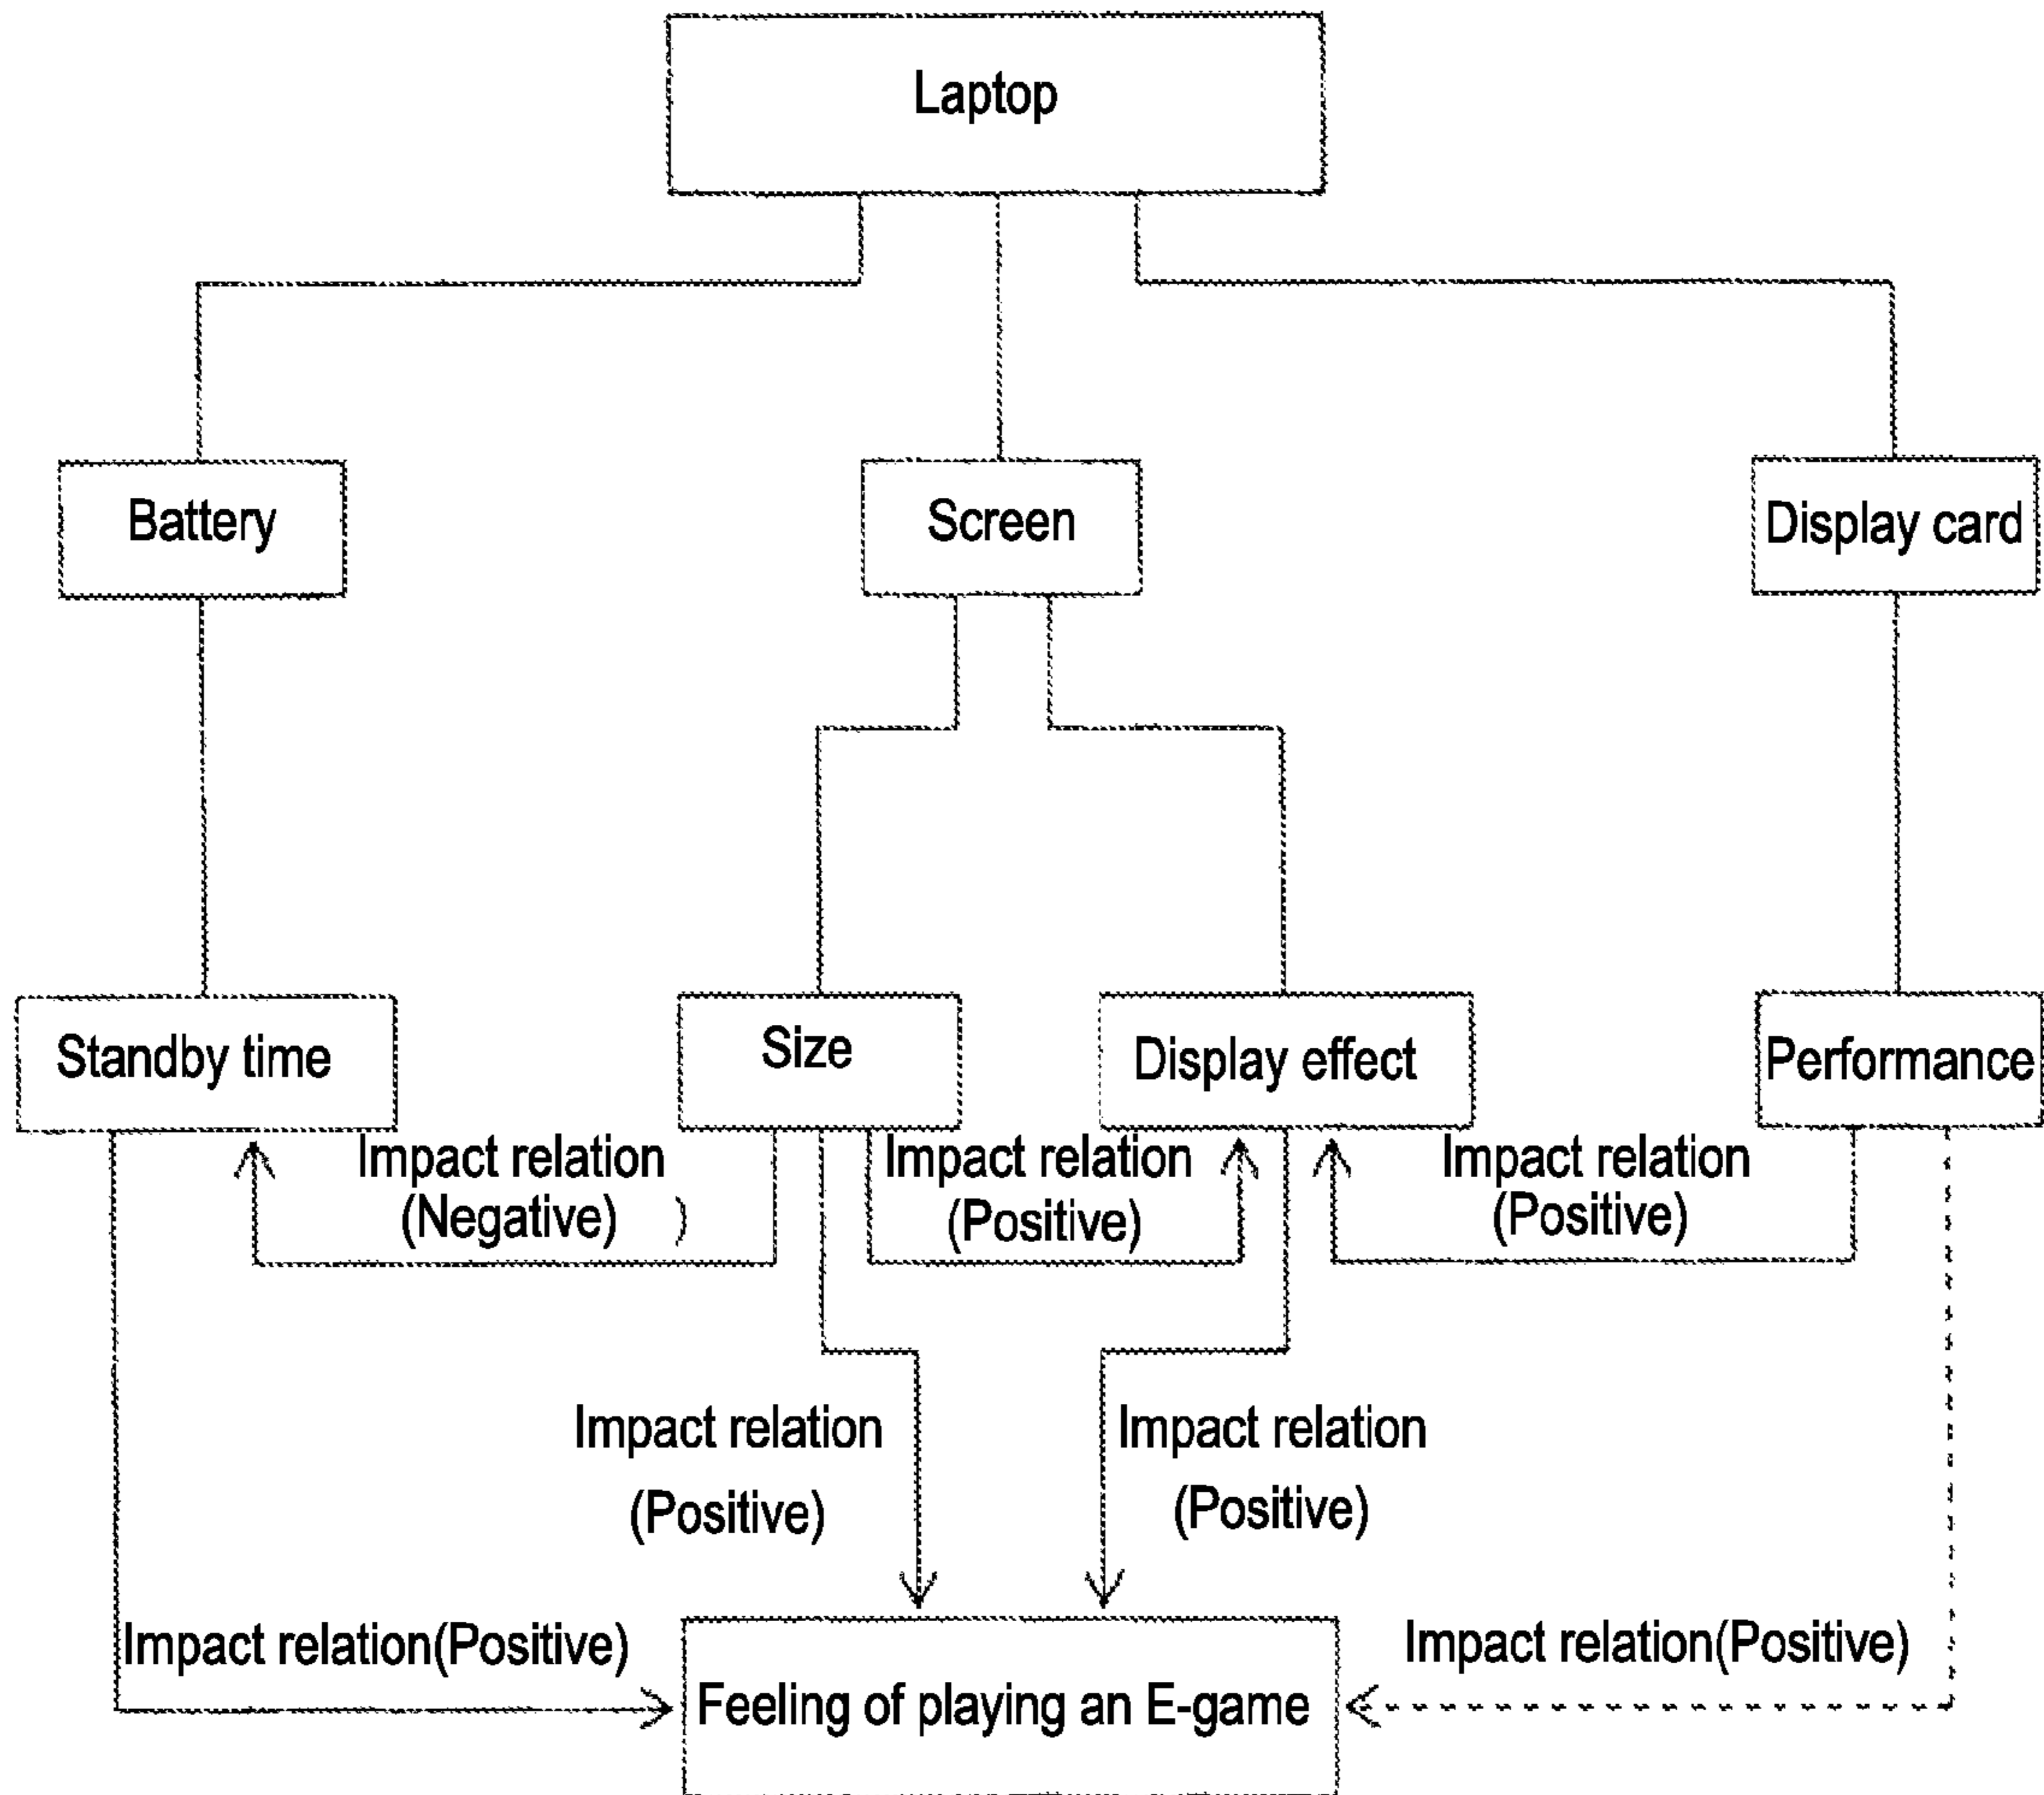 Laptop
Battery
Screen
Display card
Standby time
Size
Display effect
Performance
Impact relation
(Negative) )
Impact relation
(Positive)
Impact relation
(Positive)
Impact relation
(Positive)
Impact relation
(Positive)
Impact relation(Positive)
Impact relation(Positive)
Feeling of playing an E-game